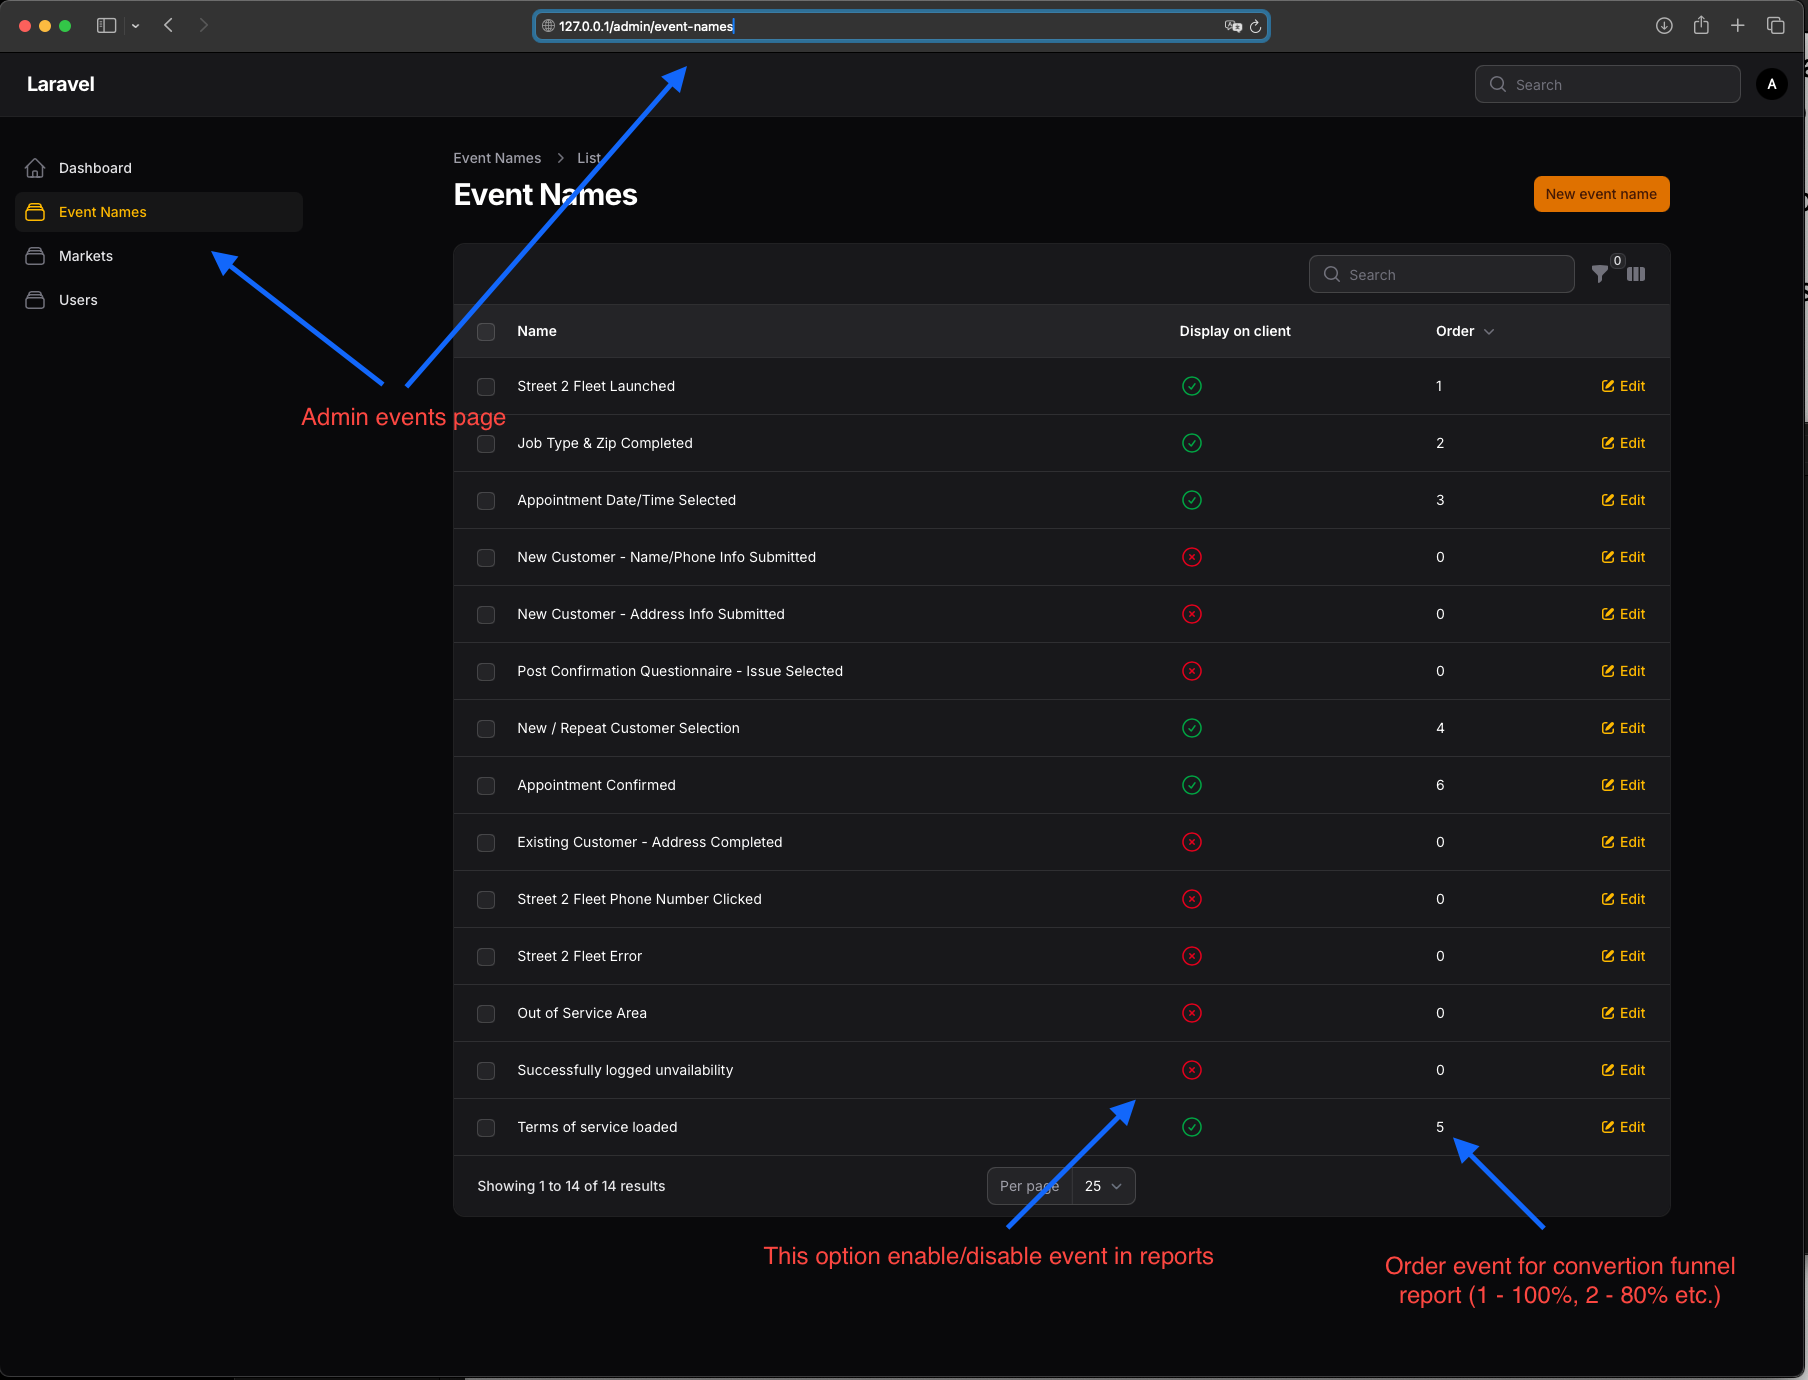 127.0.0.1/admin/event-names
Laravel
Search
A
Dashboard
Event Names
Markets
Users
Event Names > List
Event Names
New event name
Search
0
Name Display on client Order
Street 2 Fleet Launched 1 Edit
Job Type & Zip Completed 2 Edit
Appointment Date/Time Selected 3 Edit
New Customer - Name/Phone Info Submitted 0 Edit
New Customer - Address Info Submitted 0 Edit
Post Confirmation Questionnaire - Issue Selected 0 Edit
New / Repeat Customer Selection 4 Edit
Appointment Confirmed 6 Edit
Existing Customer - Address Completed 0 Edit
Street 2 Fleet Phone Number Clicked 0 Edit
Street 2 Fleet Error 0 Edit
Out of Service Area 0 Edit
Successfully logged unvailability 0 Edit
Terms of service loaded 5 Edit
Showing 1 to 14 of 14 results Per page 25
Admin events page
This option enable/disable event in reports
Order event for convertion funnel
report (1 - 100%, 2 - 80% etc.)